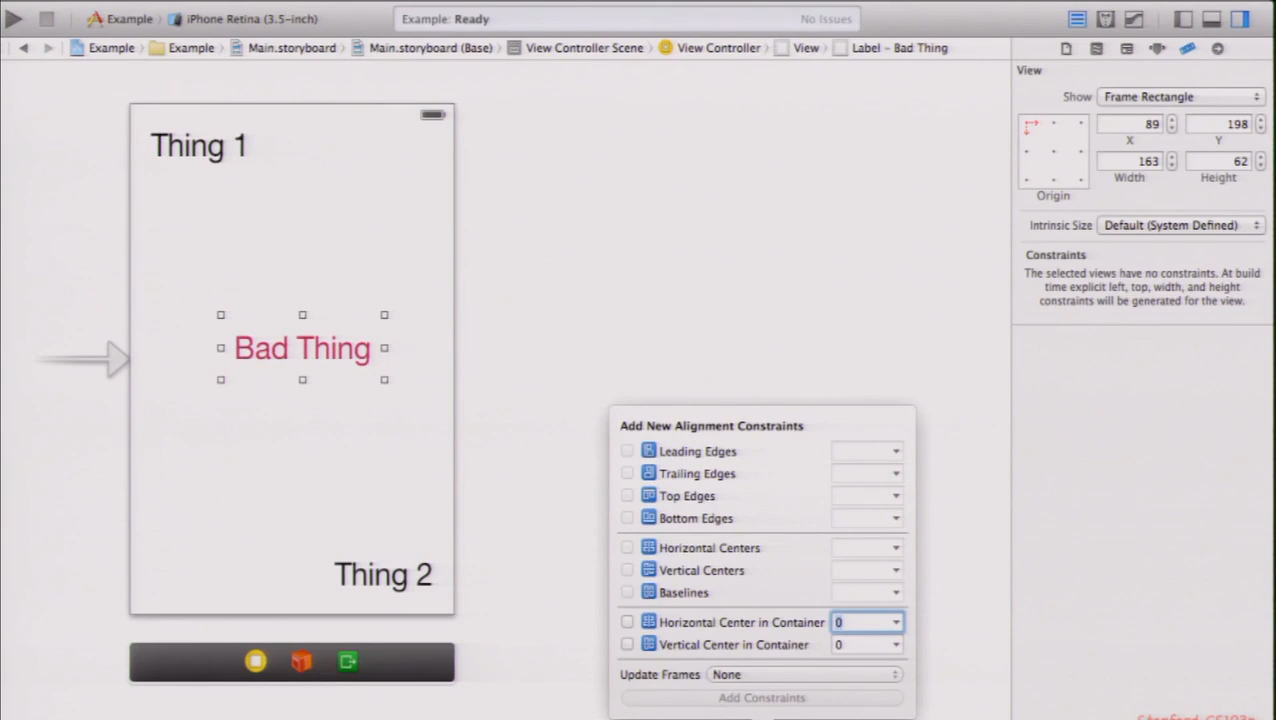 Example
iPhone Retina (3.5-inch)
Example: Ready
No Issues
Example
Example
Main.storyboard
Main.storyboard (Base)
View Controller Scene
View Controller
View
Label - Bad Thing
View
Show
Frame Rectangle
89
198
X
Y
163
62
Width
Height
Origin
Intrinsic Size
Default (System Defined)
Constraints
The selected views have no constraints. At build
time explicit left, top, width, and height
constraints will be generated for the view.
Thing 1
Bad Thing
Thing 2
Add New Alignment Constraints
Leading Edges
Trailing Edges
Top Edges
Bottom Edges
Horizontal Centers
Vertical Centers
Baselines
Horizontal Center in Container
0
Vertical Center in Container
0
Update Frames
None
Add Constraints